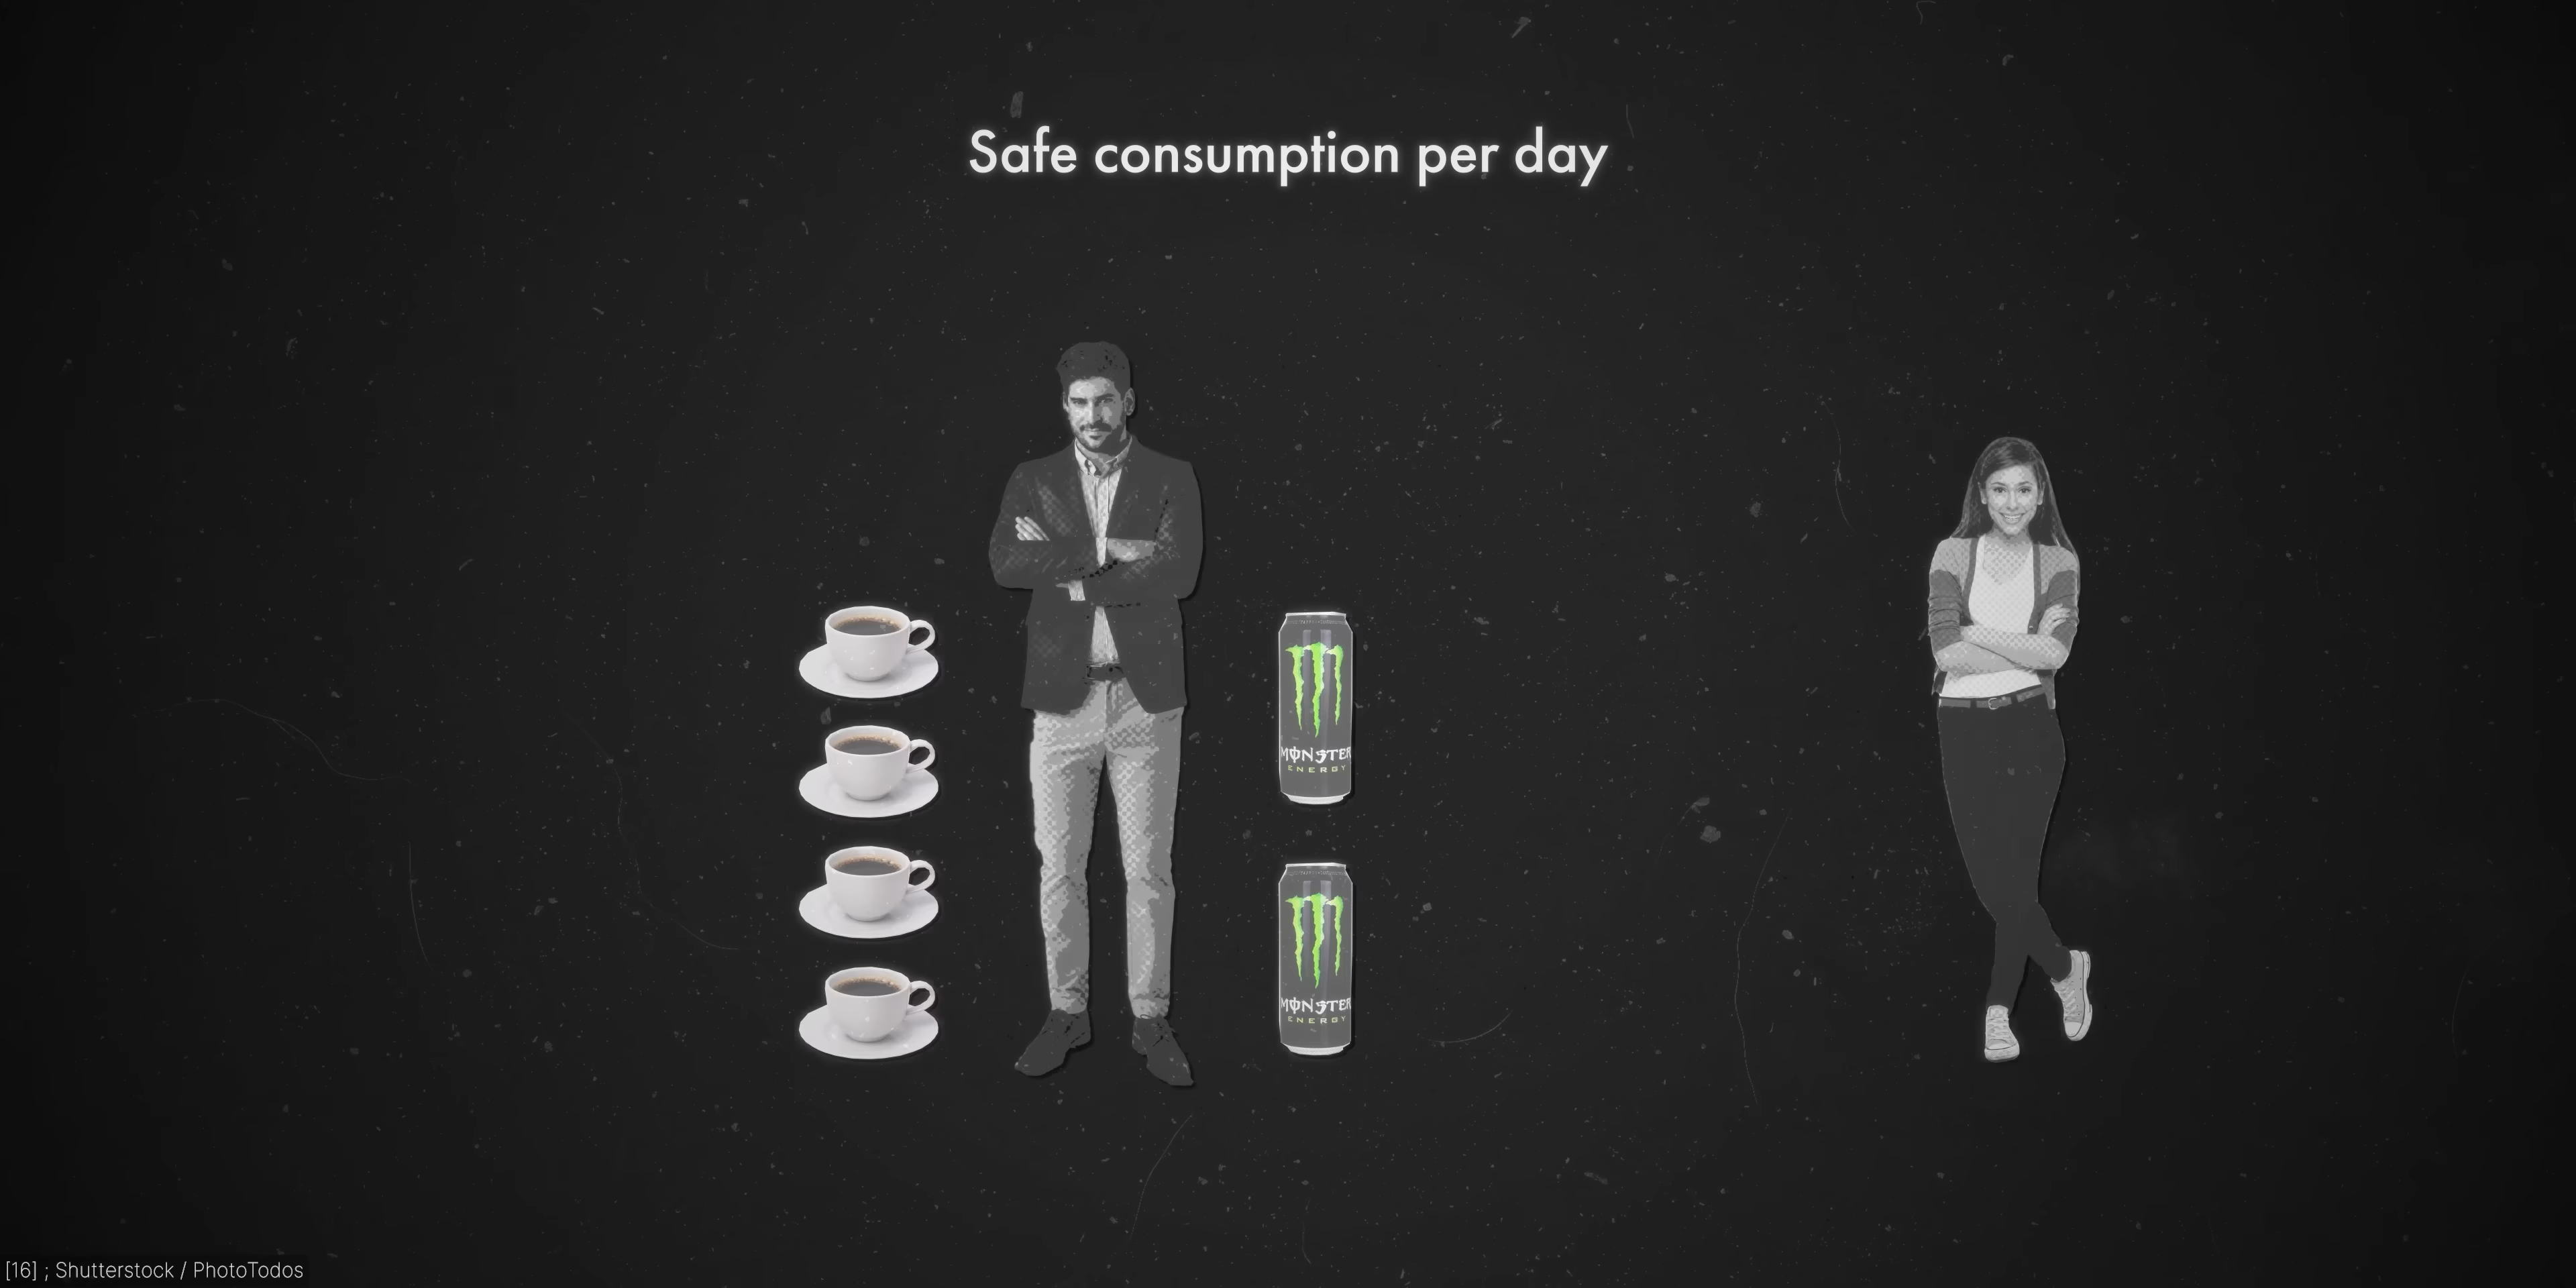 Safe consumption per day
MONSTER
ENERGY
MONSTER
ENERGY
[16] ; Shutterstock / PhotoTodos